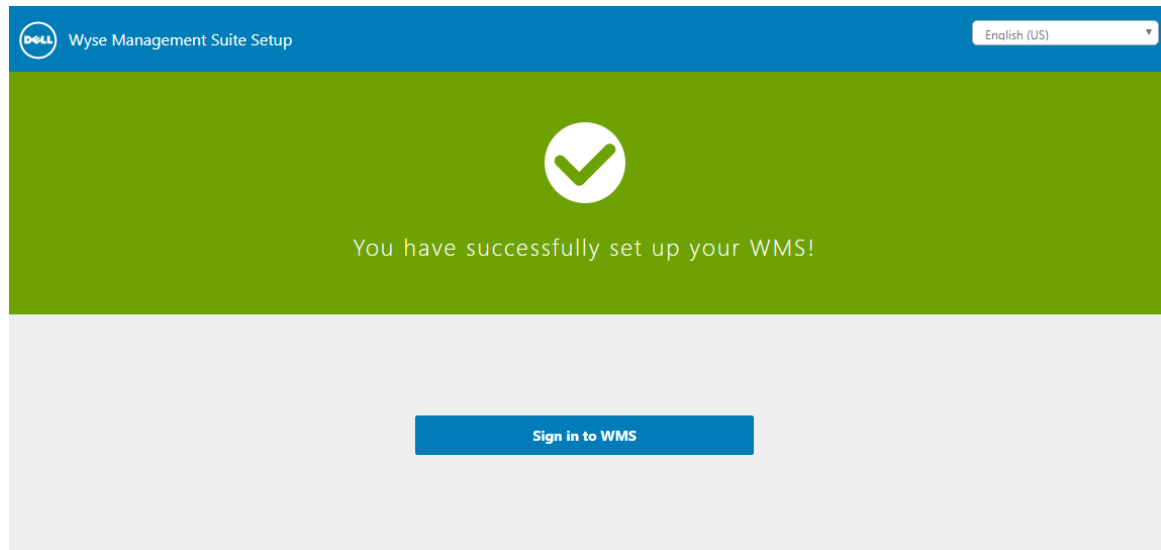 DELL
Wyse Management Suite Setup
English (US)
You have successfully set up your WMS!
Sign in to WMS